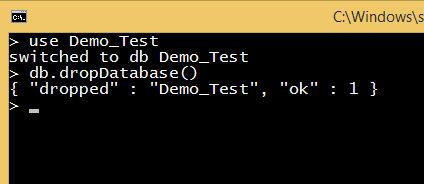 C:\Windows\s
> use Demo_Test
switched to db Demo_Test
> db.dropDatabase()
{ "dropped" : "Demo_Test", "ok" : 1 }
>